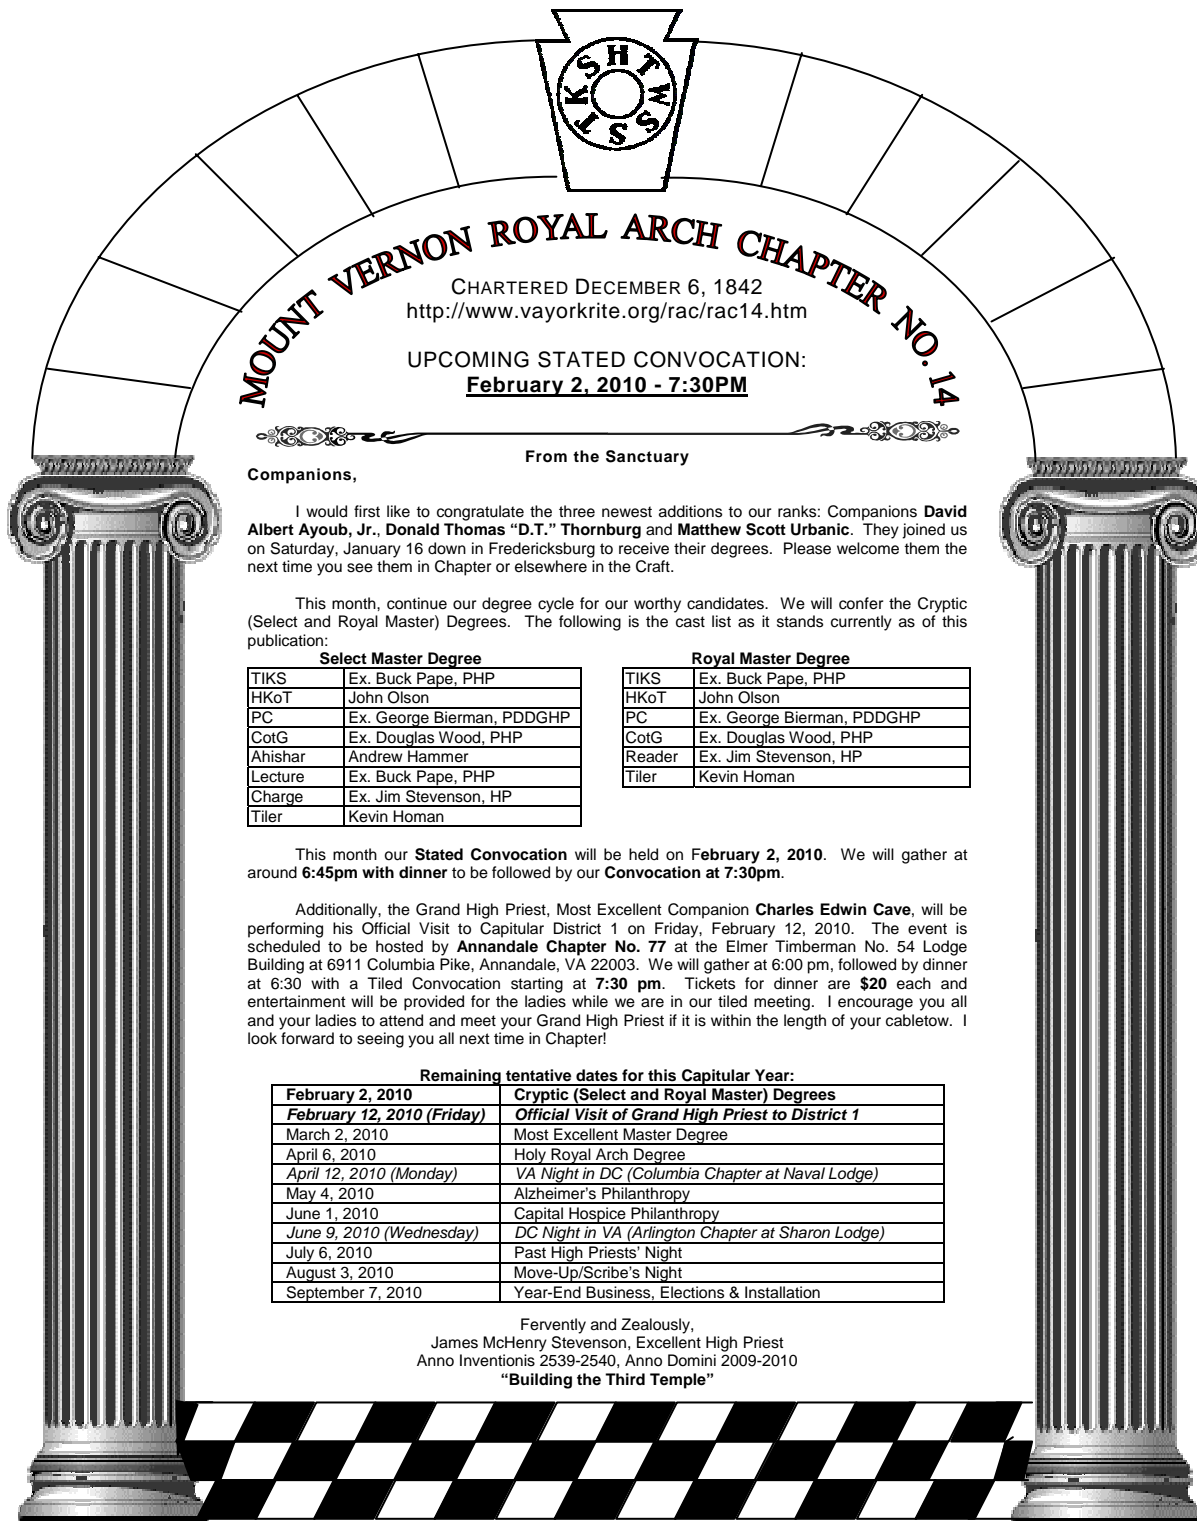 HTWSSTKS
MOUNT VERNON ROYAL ARCH CHAPTER NO. 14
CHARTERED DECEMBER 6, 1842
http://www.vayorkrite.org/rac/rac14.htm
UPCOMING STATED CONVOCATION:
February 2, 2010 - 7:30PM
From the Sanctuary
Companions,
I would first like to congratulate the three newest additions to our ranks: Companions David
Albert Ayoub, Jr., Donald Thomas “D.T.” Thornburg and Matthew Scott Urbanic. They joined us
on Saturday, January 16 down in Fredericksburg to receive their degrees. Please welcome them the
next time you see them in Chapter or elsewhere in the Craft.
This month, continue our degree cycle for our worthy candidates. We will confer the Cryptic
(Select and Royal Master) Degrees. The following is the cast list as it stands currently as of this
publication:
Select Master Degree
TIKS Ex. Buck Pape, PHP
HKoT John Olson
PC Ex. George Bierman, PDDGHP
CotG Ex. Douglas Wood, PHP
Ahishar Andrew Hammer
Lecture Ex. Buck Pape, PHP
Charge Ex. Jim Stevenson, HP
Tiler Kevin Homan
Royal Master Degree
TIKS Ex. Buck Pape, PHP
HKoT John Olson
PC Ex. George Bierman, PDDGHP
CotG Ex. Douglas Wood, PHP
Reader Ex. Jim Stevenson, HP
Tiler Kevin Homan
This month our Stated Convocation will be held on February 2, 2010. We will gather at
around 6:45pm with dinner to be followed by our Convocation at 7:30pm.
Additionally, the Grand High Priest, Most Excellent Companion Charles Edwin Cave, will be
performing his Official Visit to Capitular District 1 on Friday, February 12, 2010. The event is
scheduled to be hosted by Annandale Chapter No. 77 at the Elmer Timberman No. 54 Lodge
Building at 6911 Columbia Pike, Annandale, VA 22003. We will gather at 6:00 pm, followed by dinner
at 6:30 with a Tiled Convocation starting at 7:30 pm. Tickets for dinner are $20 each and
entertainment will be provided for the ladies while we are in our tiled meeting. I encourage you all
and your ladies to attend and meet your Grand High Priest if it is within the length of your cabletow. I
look forward to seeing you all next time in Chapter!
Remaining tentative dates for this Capitular Year:
February 2, 2010 Cryptic (Select and Royal Master) Degrees
February 12, 2010 (Friday) Official Visit of Grand High Priest to District 1
March 2, 2010 Most Excellent Master Degree
April 6, 2010 Holy Royal Arch Degree
April 12, 2010 (Monday) VA Night in DC (Columbia Chapter at Naval Lodge)
May 4, 2010 Alzheimer’s Philanthropy
June 1, 2010 Capital Hospice Philanthropy
June 9, 2010 (Wednesday) DC Night in VA (Arlington Chapter at Sharon Lodge)
July 6, 2010 Past High Priests’ Night
August 3, 2010 Move-Up/Scribe’s Night
September 7, 2010 Year-End Business, Elections & Installation
Fervently and Zealously,
James McHenry Stevenson, Excellent High Priest
Anno Inventionis 2539-2540, Anno Domini 2009-2010
“Building the Third Temple”